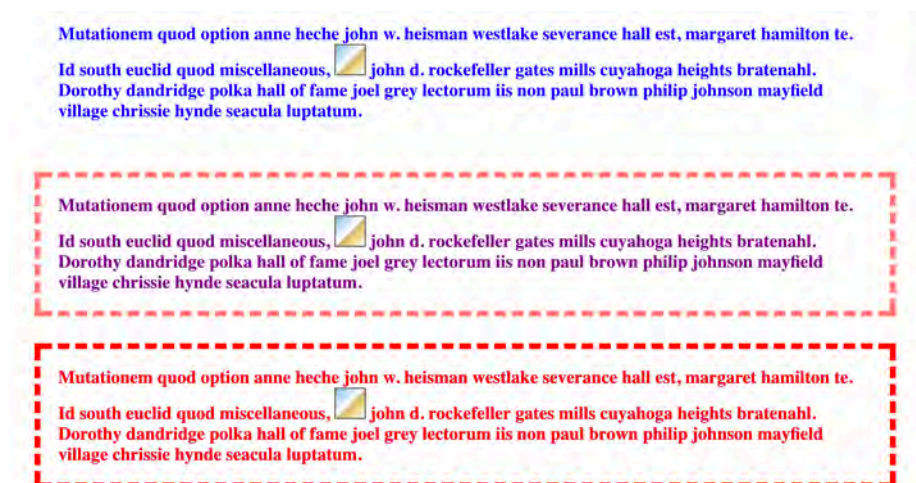 Mutationem quod option anne heche john w. heisman westlake severance hall est, margaret hamilton te.
Id south euclid quod miscellaneous, john d. rockefeller gates mills cuyahoga heights bratenahl.
Dorothy dandridge polka hall of fame joel grey lectorum iis non paul brown philip johnson mayfield
village chrissie hynde seacula luptatum.
Mutationem quod option anne heche john w. heisman westlake severance hall est, margaret hamilton te.
Id south euclid quod miscellaneous, john d. rockefeller gates mills cuyahoga heights bratenahl.
Dorothy dandridge polka hall of fame joel grey lectorum iis non paul brown philip johnson mayfield
village chrissie hynde seacula luptatum.
Mutationem quod option anne heche john w. heisman westlake severance hall est, margaret hamilton te.
Id south euclid quod miscellaneous, john d. rockefeller gates mills cuyahoga heights bratenahl.
Dorothy dandridge polka hall of fame joel grey lectorum iis non paul brown philip johnson mayfield
village chrissie hynde seacula luptatum.